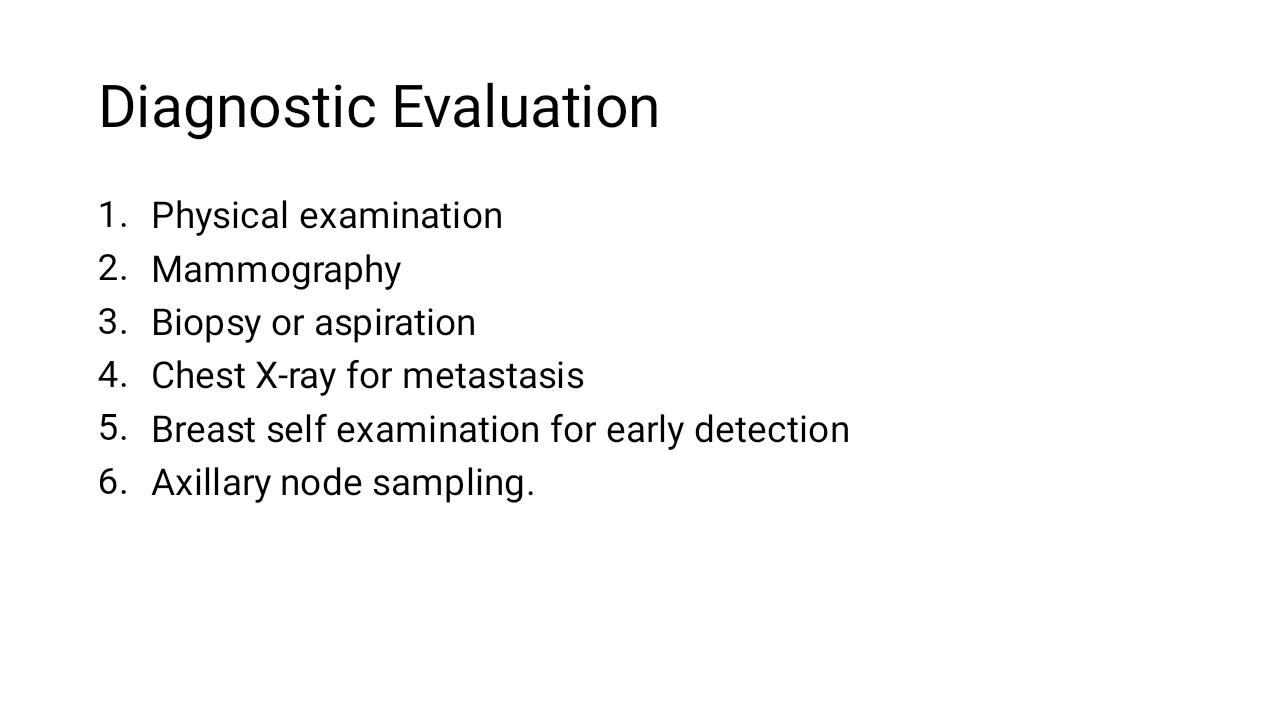 Diagnostic Evaluation
1. Physical examination
2. Mammography
3. Biopsy or aspiration
4. Chest X-ray for metastasis
5. Breast self examination for early detection
6. Axillary node sampling.